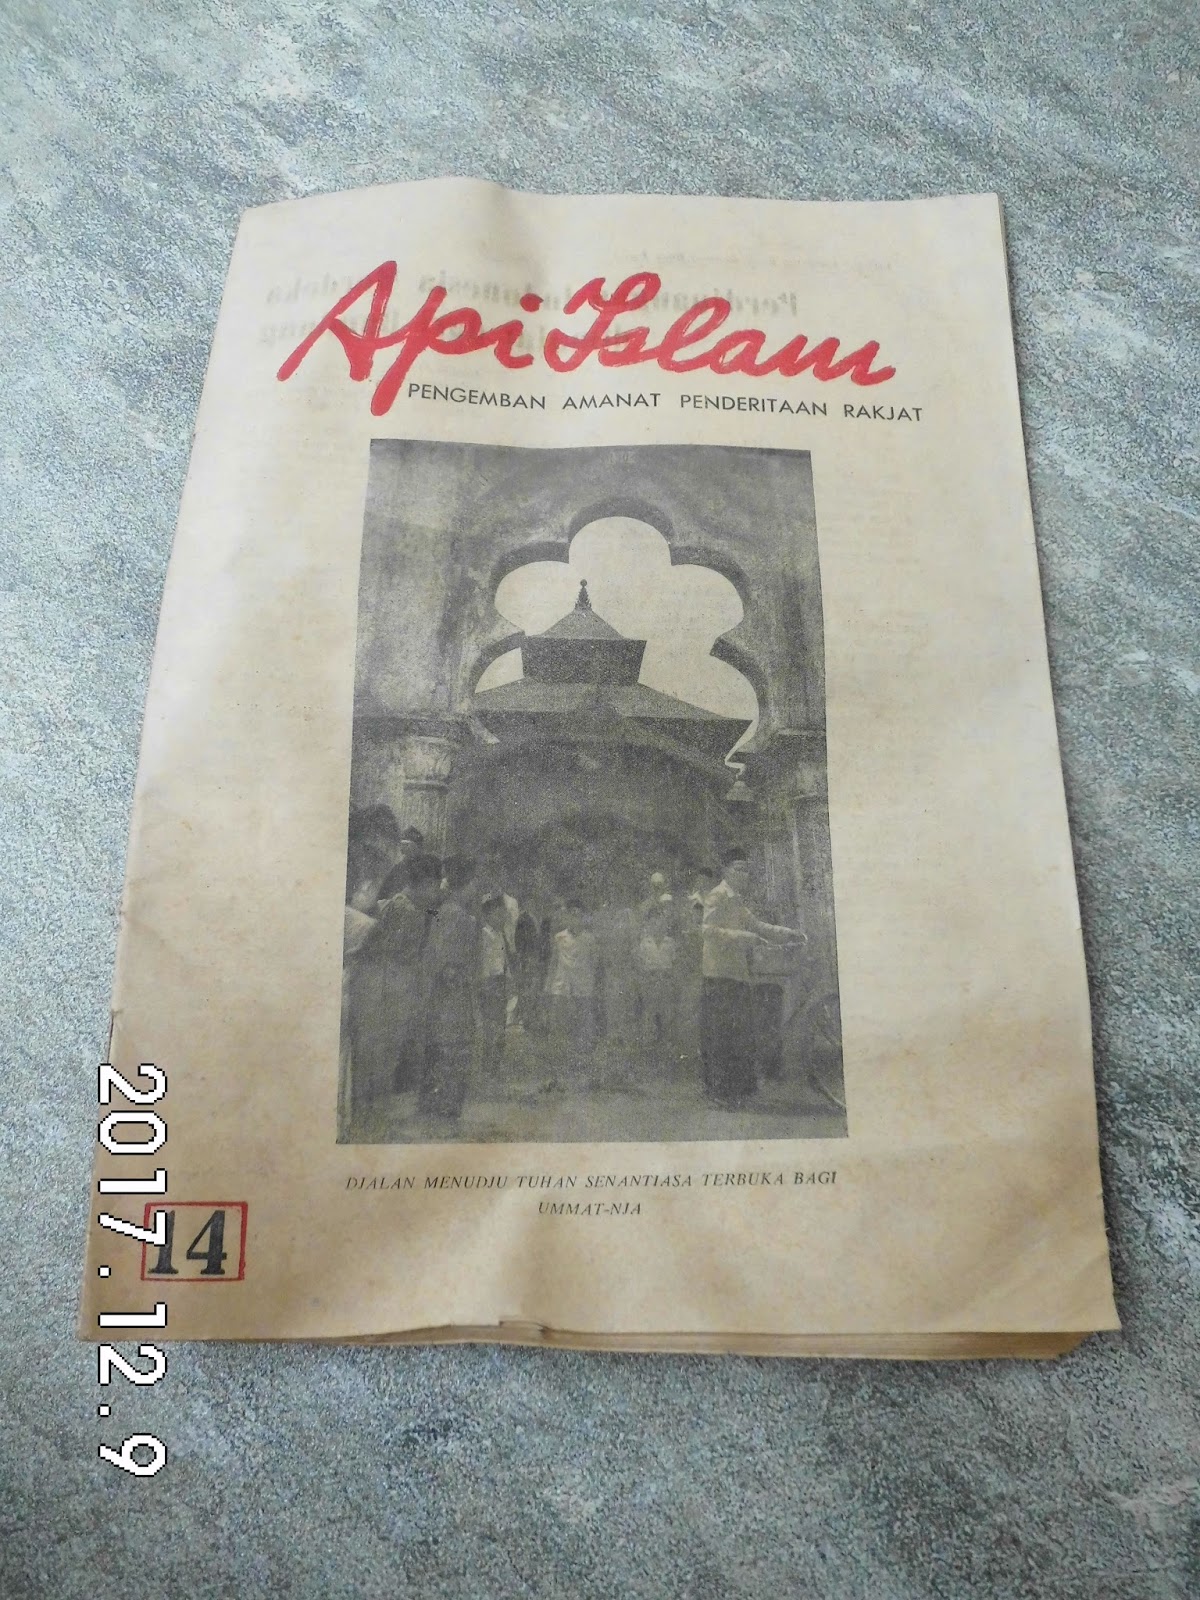 Api Islam
PENGEMBAN AMANAT PENDERITAAN RAKJAT
DJALAN MENUDJU TUHAN SENANTIASA TERBUKA BAGI
UMMAT-NJA
14
2017.12.9